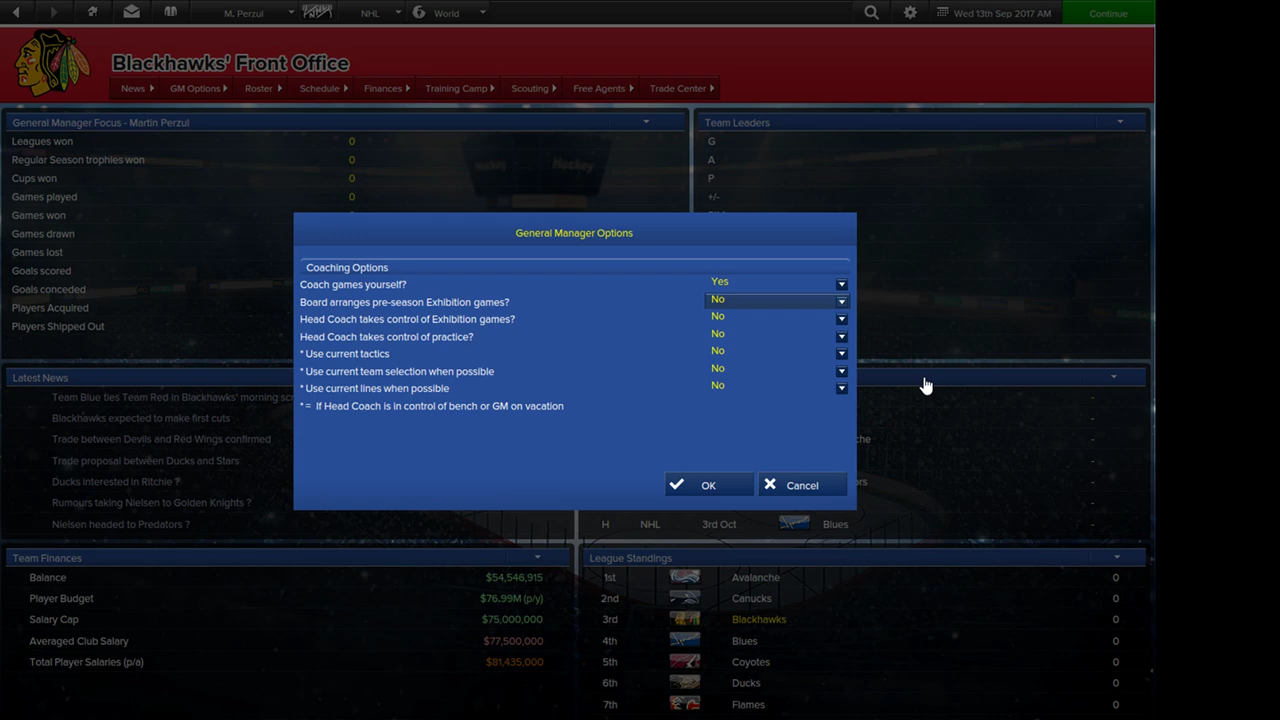 M. Perzul NHL World Wed 13th Sep 2017 AM Continue
Blackhawks' Front Office
News GM Options Roster Schedule Finances Training Camp Scouting Free Agents Trade Center
General Manager Focus - Martin Perzul
Leagues won 0
Regular Season trophies won 0
Cups won 0
Games played 0
Games won
Games drawn
Games lost
Goals scored
Goals conceded
Players Acquired
Players Shipped Out
Team Leaders
G
A
P
+/-
General Manager Options
Coaching Options
Coach games yourself? Yes
Board arranges pre-season Exhibition games? No
Head Coach takes control of Exhibition games? No
Head Coach takes control of practice? No
* Use current tactics No
* Use current team selection when possible No
* Use current lines when possible No
* = If Head Coach is in control of bench or GM on vacation
OK Cancel
Latest News
Team Blue ties Team Red in Blackhawks' morning
Blackhawks expected to make first cuts
Trade between Devils and Red Wings confirmed
Trade proposal between Ducks and Stars
Ducks interested in Ritchie ?
Rumours taking Nielsen to Golden Knights ?
Nielsen headed to Predators ?
H NHL 3rd Oct Blues
Team Finances
Balance $54,546,915
Player Budget $76.99M (p/y)
Salary Cap $75,000,000
Averaged Club Salary $77,500,000
Total Player Salaries (p/a) $81,435,000
League Standings
1st Avalanche 0
2nd Canucks 0
3rd Blackhawks 0
4th Blues 0
5th Coyotes 0
6th Ducks 0
7th Flames 0